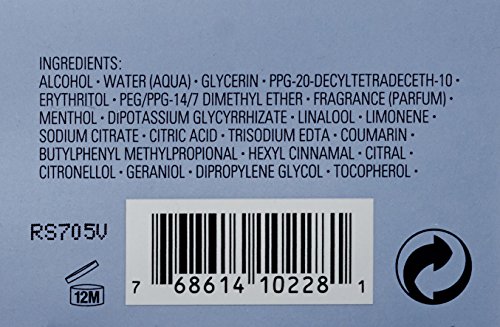 INGREDIENTS:
ALCOHOL • WATER (AQUA) • GLYCERIN • PPG-20-DECYLTETRADECETH-10 •
ERYTHRITOL • PEG/PPG-14/7 DIMETHYL ETHER • FRAGRANCE (PARFUM) •
MENTHOL • DIPOTASSIUM GLYCYRRHIZATE • LINALOOL • LIMONENE •
SODIUM CITRATE • CITRIC ACID • TRISODIUM EDTA • COUMARIN •
BUTYLPHENYL METHYLPROPIONAL • HEXYL CINNAMAL • CITRAL •
CITRONELLOL • GERANIOL • DIPROPYLENE GLYCOL • TOCOPHEROL •
RS705V
12M
7 68614 10228 1